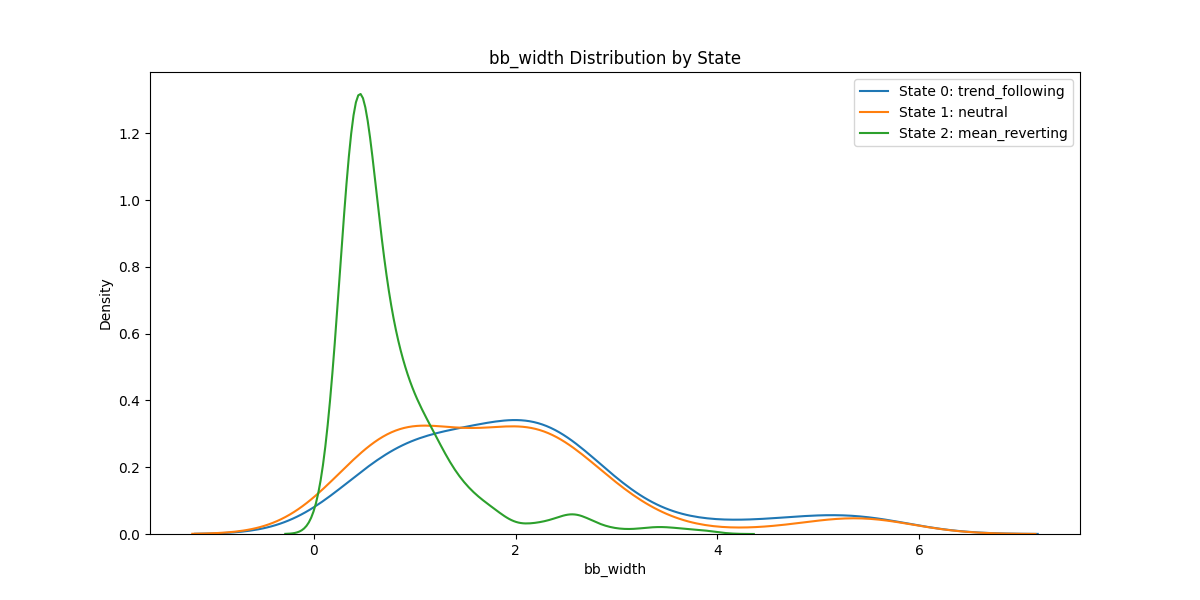 bb_width Distribution by State
State 0: trend_following
State 1: neutral
State 2: mean_reverting
Density
1.2
1.0
0.8
0.6
0.4
0.2
0.0
0 2 4 6
bb_width